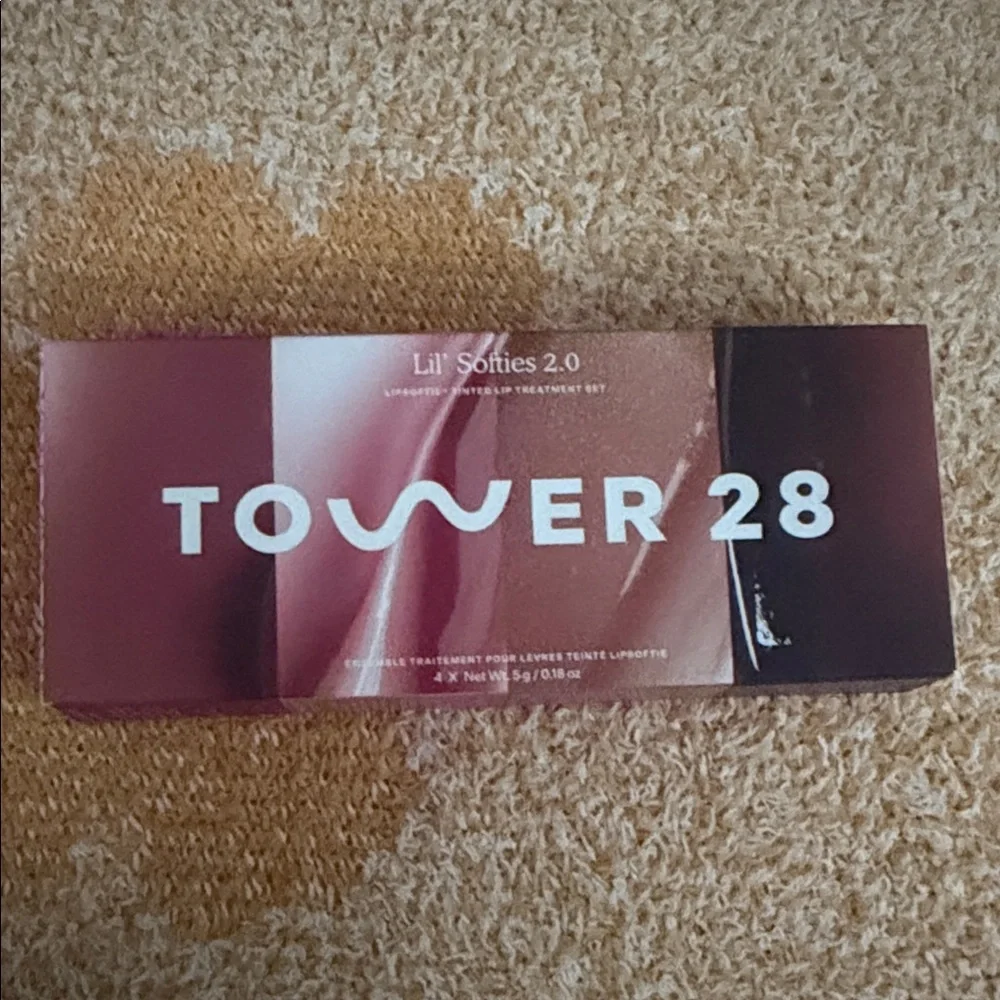 Lil' Softies 2.0
LIPSOFTIE™ TINTED LIP TREATMENT SET
TOWER 28
ENSEMBLE TRAITEMENT POUR LÈVRES TEINTÉ LIPSOFTIE
4 X Net Wt. 5 g / 0.18 oz